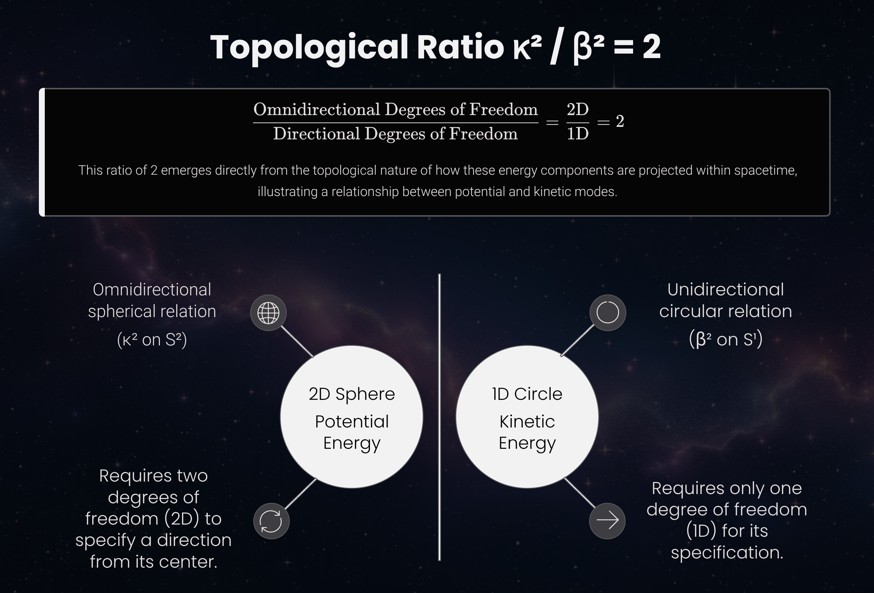 Topological Ratio κ² / β² = 2
Omnidirectional Degrees of Freedom / Directional Degrees of Freedom = 2D / 1D = 2
This ratio of 2 emerges directly from the topological nature of how these energy components are projected within spacetime,
illustrating a relationship between potential and kinetic modes.
Omnidirectional
spherical relation
(κ² on S²)
2D Sphere
Potential
Energy
Requires two
degrees of
freedom (2D) to
specify a direction
from its center.
Unidirectional
circular relation
(β² on S¹)
1D Circle
Kinetic
Energy
Requires only one
degree of freedom
(1D) for its
specification.